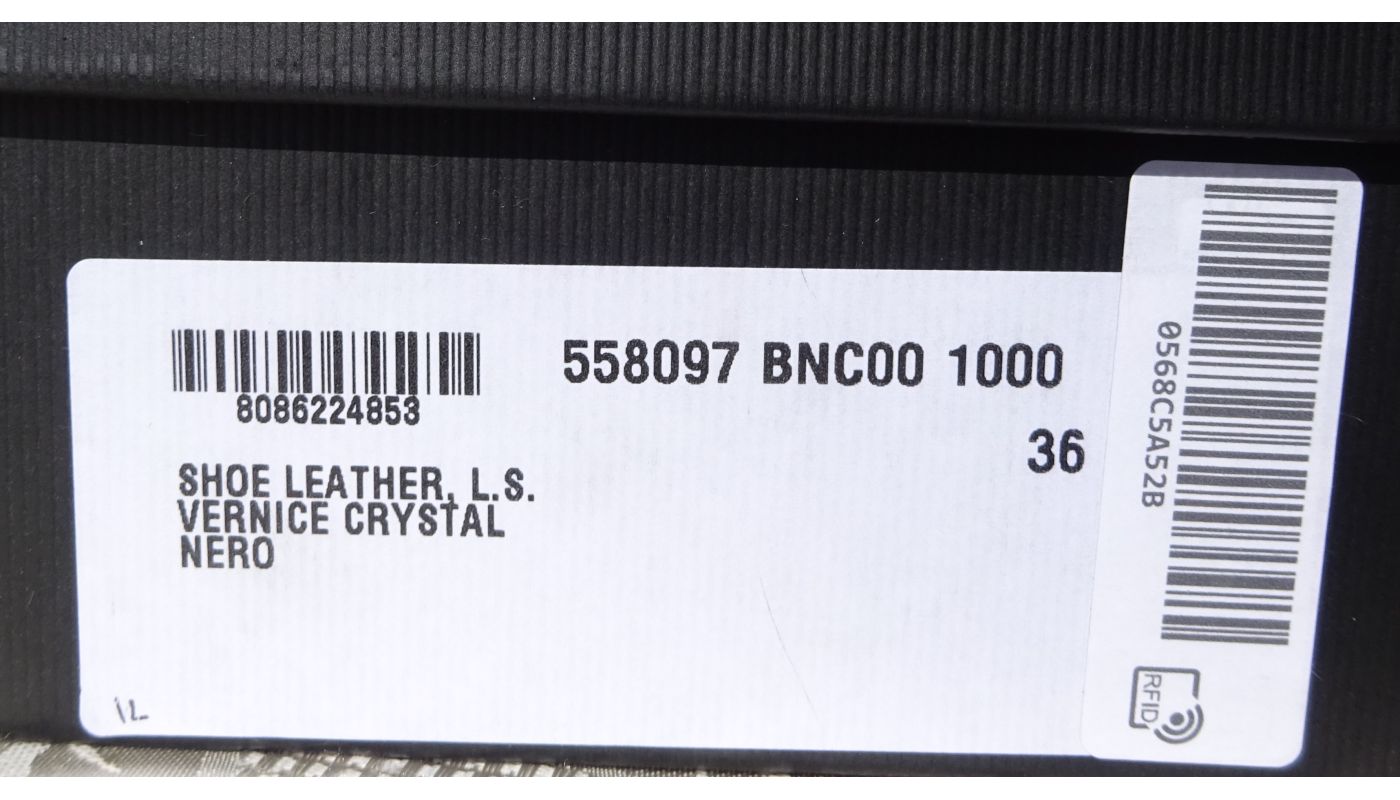 558097 BNC00 1000
8086224853
36
SHOE LEATHER, L.S.
VERNICE CRYSTAL
NERO
0568C5A52B
RFID